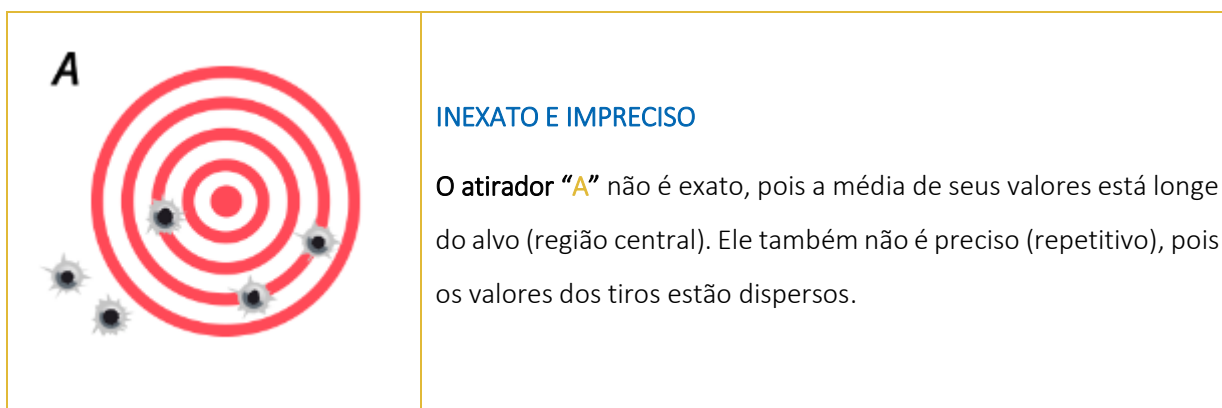 A
INEXATO E IMPRECISO
O atirador “A” não é exato, pois a média de seus valores está longe
do alvo (região central). Ele também não é preciso (repetitivo), pois
os valores dos tiros estão dispersos.